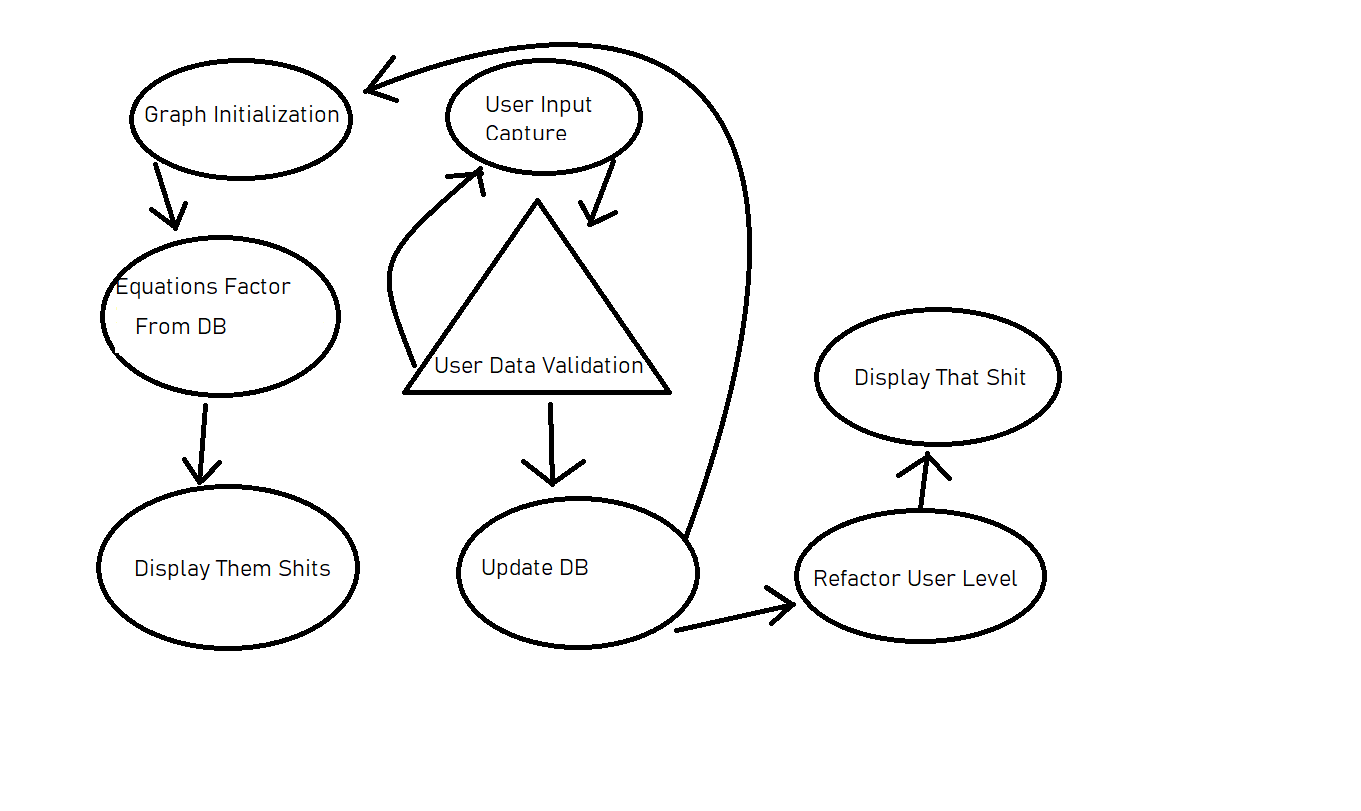 Graph Initialization
User Input
Capture
Equations Factor
From DB
User Data Validation
Display That Shit
Display Them Shits
Update DB
Refactor User Level